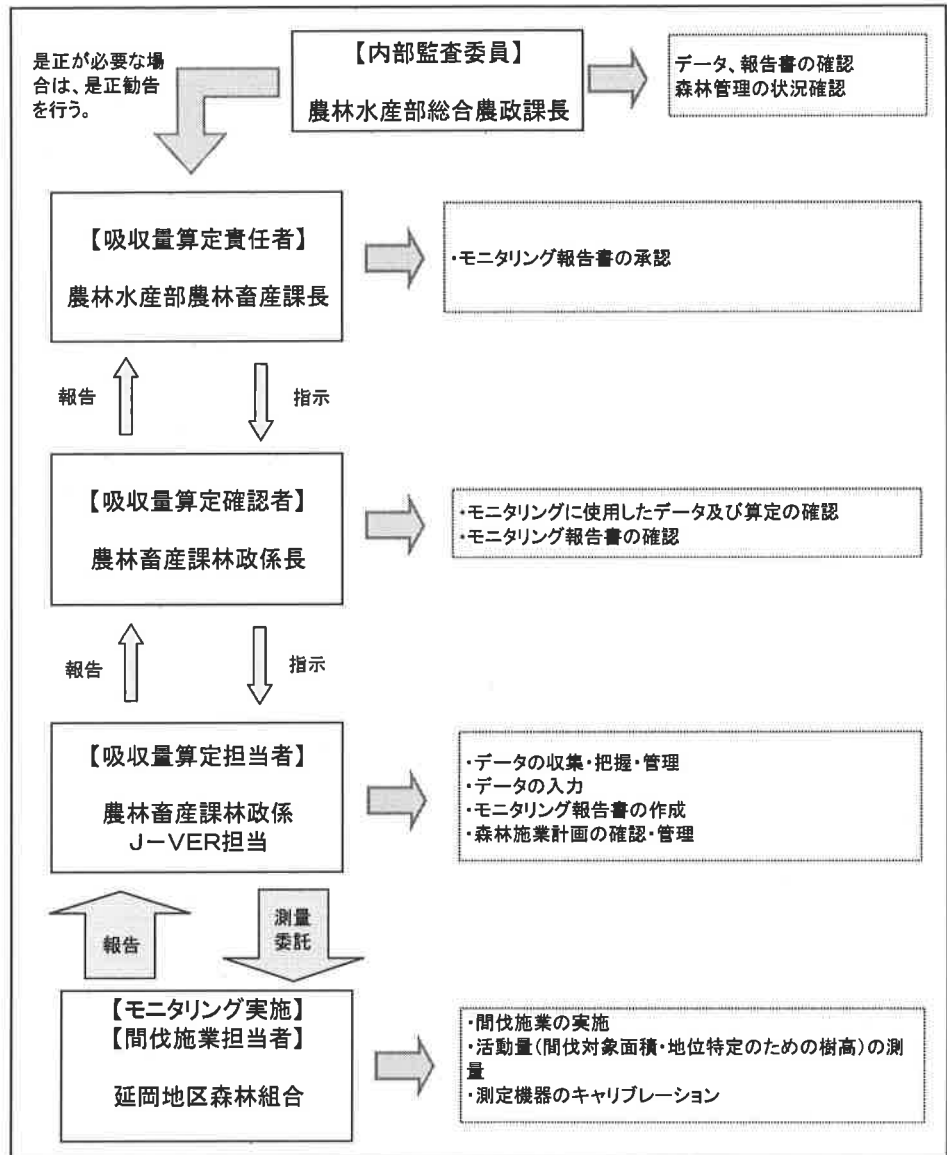 是正が必要な場
合は、是正勧告
を行う。
【内部監査委員】
農林水産部総合農政課長
データ、報告書の確認
森林管理の状況確認
【吸収量算定責任者】
農林水産部農林畜産課長
・モニタリング報告書の承認
報告
指示
【吸収量算定確認者】
農林畜産課林政係長
・モニタリングに使用したデータ及び算定の確認
・モニタリング報告書の確認
報告
指示
【吸収量算定担当者】
農林畜産課林政係
J－VER担当
・データの収集・把握・管理
・データの入力
・モニタリング報告書の作成
・森林施業計画の確認・管理
報告
測量
委託
【モニタリング実施】
【間伐施業担当者】
延岡地区森林組合
・間伐施業の実施
・活動量(間伐対象面積・地位特定のための樹高)の測
量
・測定機器のキャリブレーション